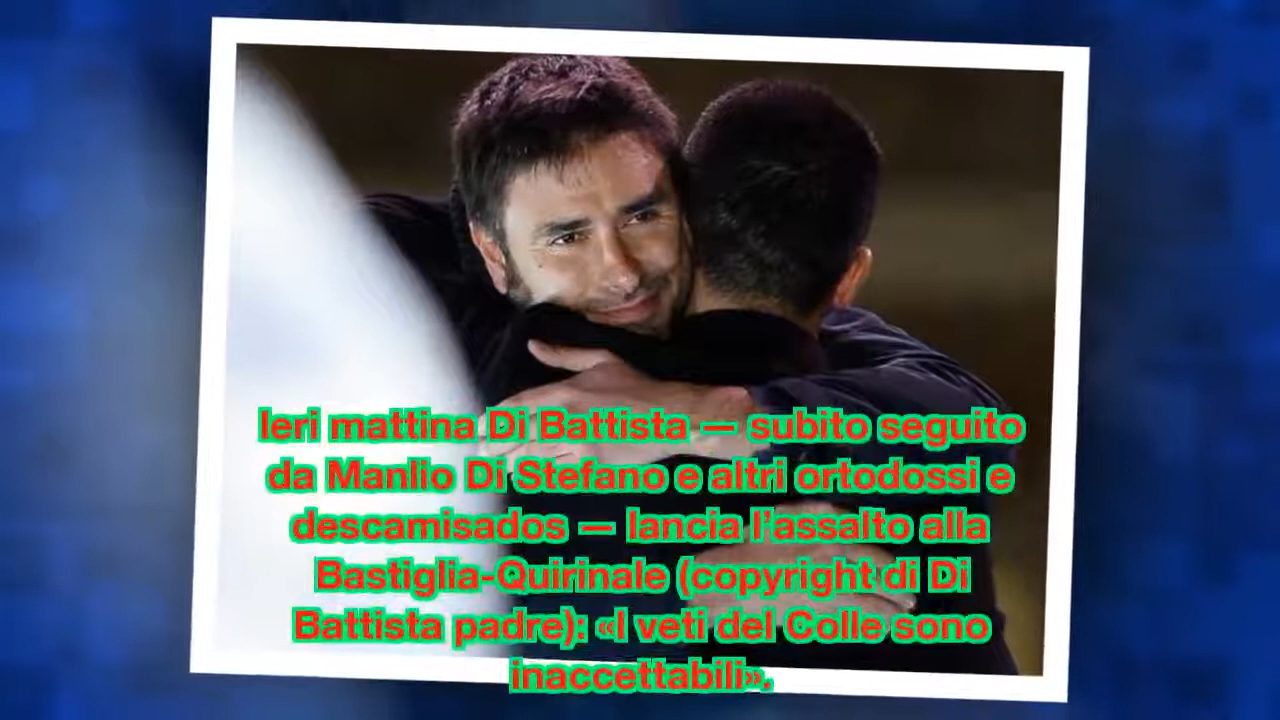 Ieri mattina Di Battista — subito seguito
da Manlio Di Stefano e altri ortodossi e
descamisados — lancia l'assalto alla
Bastiglia-Quirinale (copyright di Di
Battista padre): «I veti del Colle sono
inaccettabili».